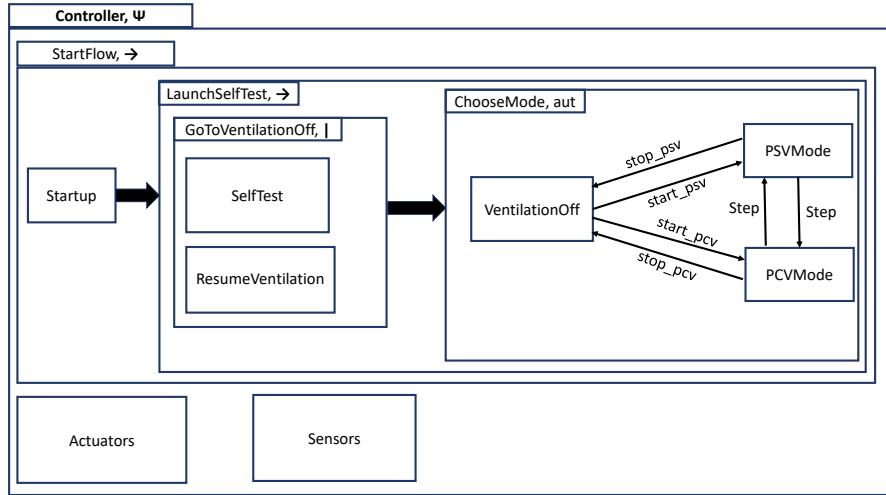 Controller, Ψ
StartFlow, →
LaunchSelfTest, →
ChooseMode, aut
GoToVentilationOff, |
Startup
SelfTest
ResumeVentilation
VentilationOff
stop_psv
start_psv
start_pcv
stop_pcv
PSVMode
Step
Step
PCVMode
Actuators
Sensors